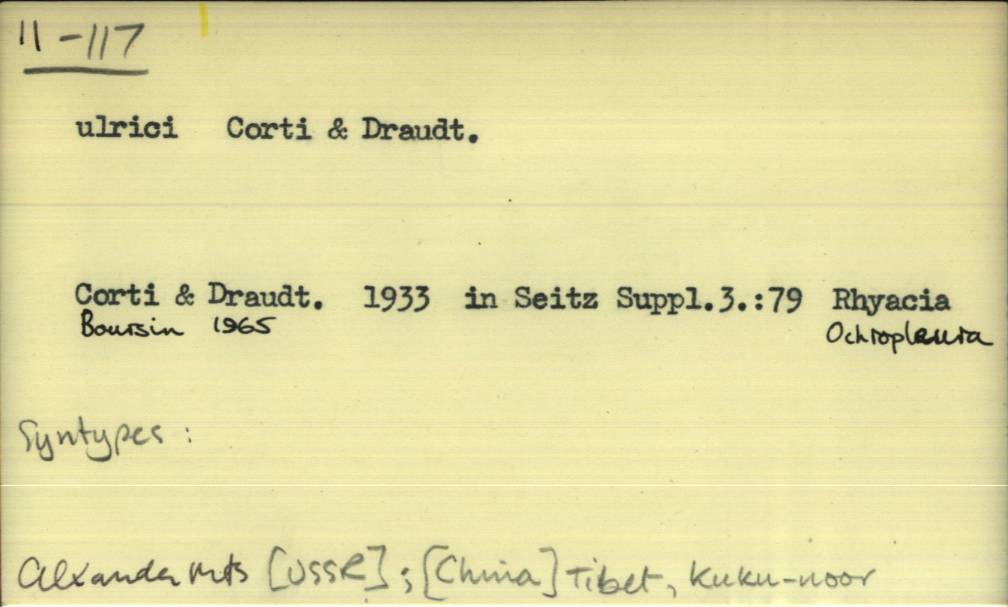 11-117
ulrici Corti & Draudt.
Corti & Draudt. 1933 in Seitz Suppl.3.:79 Rhyacia
Boursin 1965 Ochropleura
Syntypes:
Alxander Mts [USSR]; [China] Tibet, Kuku-noor